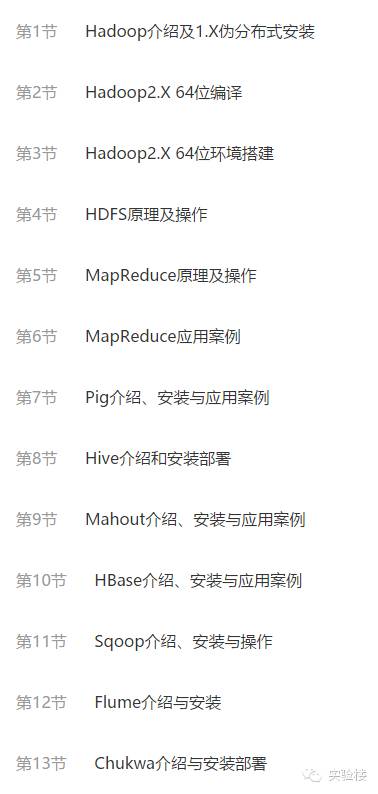 第1节 Hadoop介绍及1.X伪分布式安装
第2节 Hadoop2.X 64位编译
第3节 Hadoop2.X 64位环境搭建
第4节 HDFS原理及操作
第5节 MapReduce原理及操作
第6节 MapReduce应用案例
第7节 Pig介绍、安装与应用案例
第8节 Hive介绍和安装部署
第9节 Mahout介绍、安装与应用案例
第10节 HBase介绍、安装与应用案例
第11节 Sqoop介绍、安装与操作
第12节 Flume介绍与安装
第13节 Chukwa介绍与安装部署
实验楼